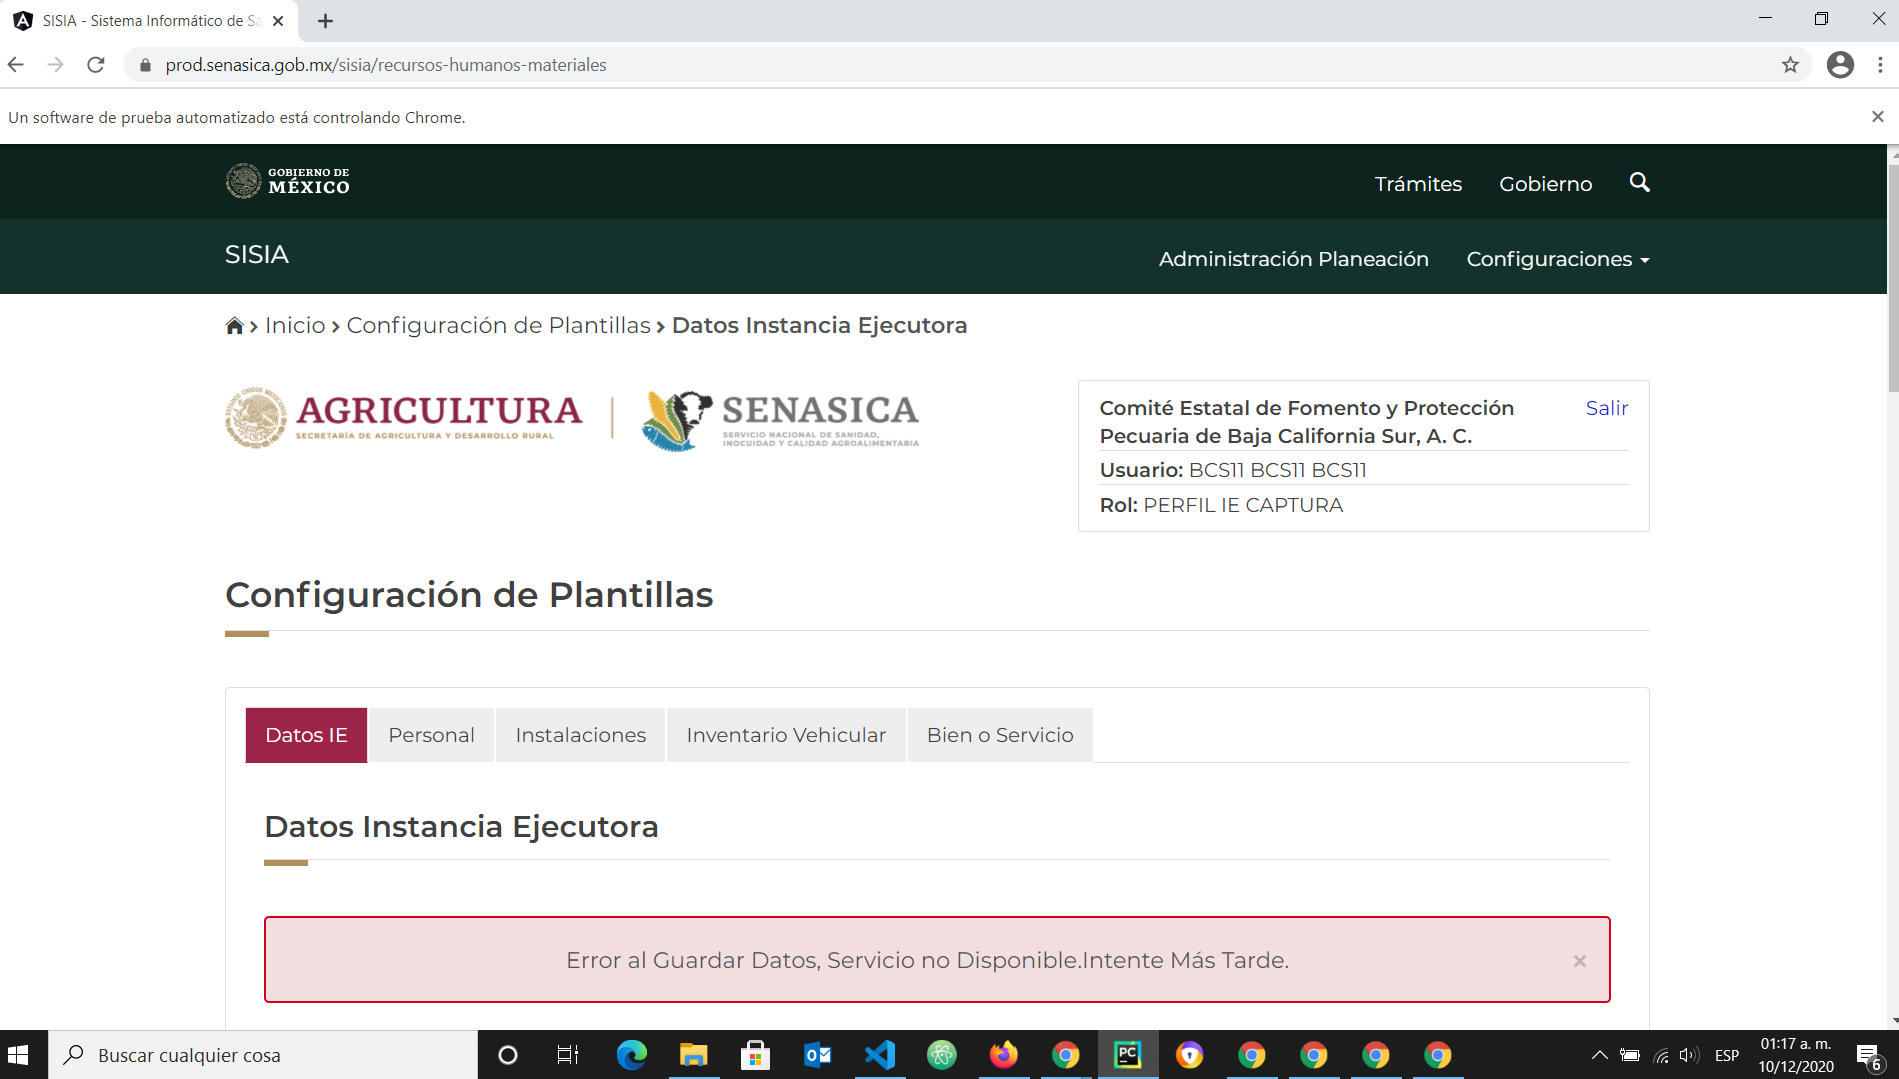 SISIA - Sistema Informático de Sa
prod.senasica.gob.mx/sisia/recursos-humanos-materiales
Un software de prueba automatizado está controlando Chrome.
GOBIERNO DE
MÉXICO
Trámites
Gobierno
SISIA
Administración Planeación
Configuraciones
Inicio > Configuración de Plantillas > Datos Instancia Ejecutora
AGRICULTURA
SECRETARÍA DE AGRICULTURA Y DESARROLLO RURAL
SENASICA
SERVICIO NACIONAL DE SANIDAD,
INOCUIDAD Y CALIDAD AGROALIMENTARIA
Comité Estatal de Fomento y Protección
Pecuaria de Baja California Sur, A. C.
Salir
Usuario: BCS11 BCS11 BCS11
Rol: PERFIL IE CAPTURA
Configuración de Plantillas
Datos IE
Personal
Instalaciones
Inventario Vehicular
Bien o Servicio
Datos Instancia Ejecutora
Error al Guardar Datos, Servicio no Disponible.Intente Más Tarde.
Buscar cualquier cosa
ESP
01:17 a. m.
10/12/2020
6